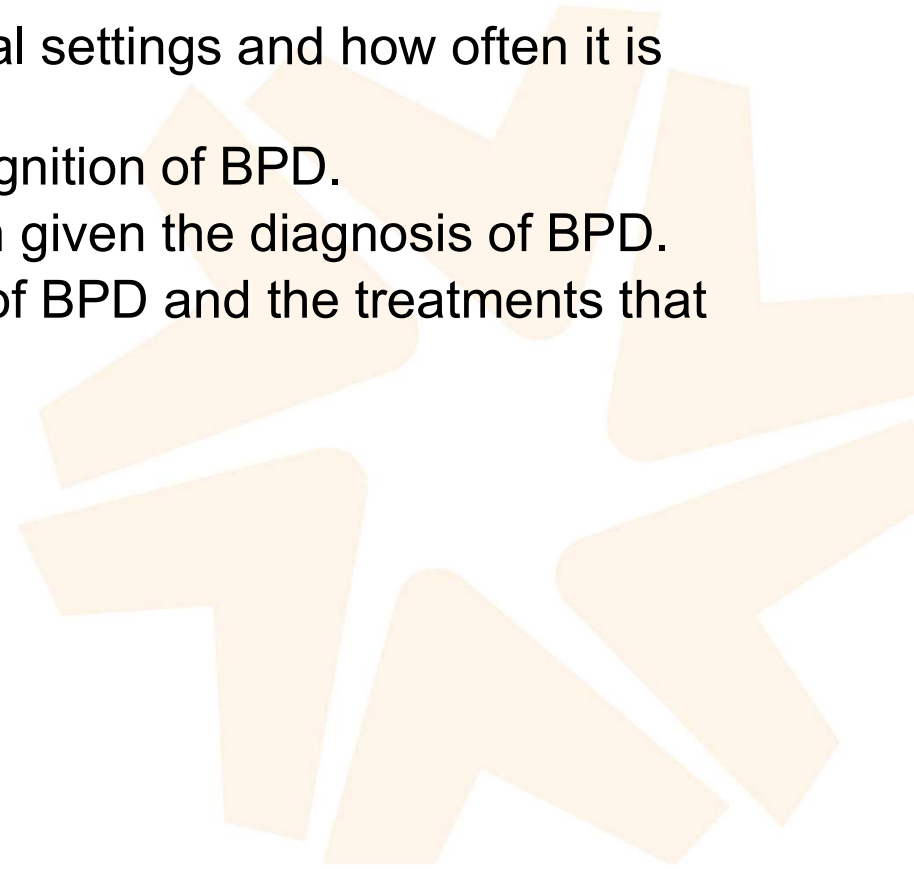 al settings and how often it is
gnition of BPD.
given the diagnosis of BPD.
of BPD and the treatments that